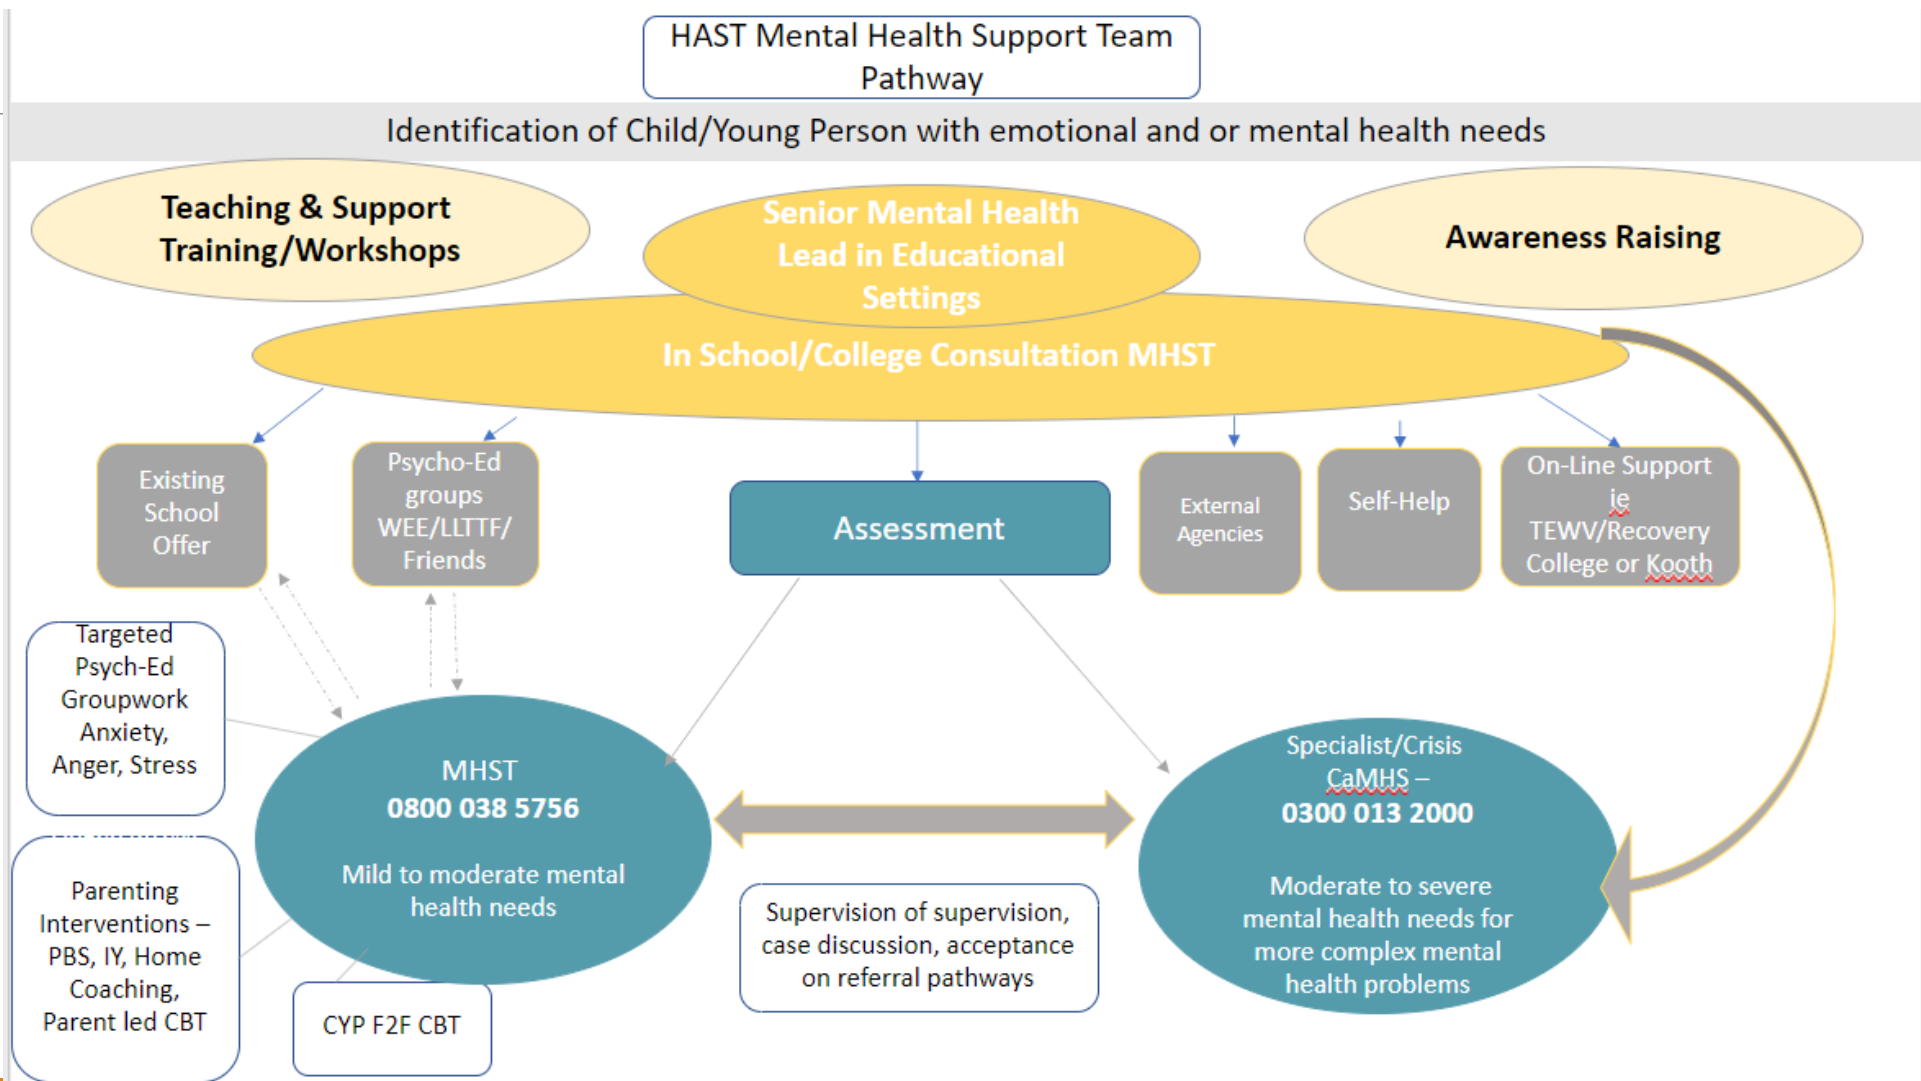 HAST Mental Health Support Team
Pathway
Identification of Child/Young Person with emotional and or mental health needs
Teaching & Support
Training/Workshops
Senior Mental Health
Lead in Educational
Settings
Awareness Raising
In School/College Consultation MHST
Existing
School
Offer
Psycho-Ed
groups
WEE/LLTTF/
Friends
Assessment
External
Agencies
Self-Help
On-Line Support
ie
TEWV/Recovery
College or Kooth
Targeted
Psych-Ed
Groupwork
Anxiety,
Anger, Stress
MHST
0800 038 5756
Mild to moderate mental
health needs
Specialist/Crisis
CaMHS –
0300 013 2000
Moderate to severe
mental health needs for
more complex mental
health problems
Parenting
Interventions –
PBS, IY, Home
Coaching,
Parent led CBT
CYP F2F CBT
Supervision of supervision,
case discussion, acceptance
on referral pathways